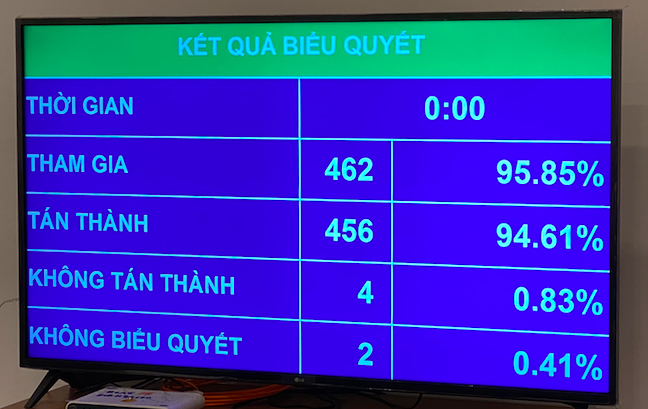 KẾT QUẢ BIỂU QUYẾT
THỜI GIAN 0:00
THAM GIA 462 95.85%
TÁN THÀNH 456 94.61%
KHÔNG TÁN THÀNH 4 0.83%
KHÔNG BIỂU QUYẾT 2 0.41%
LG